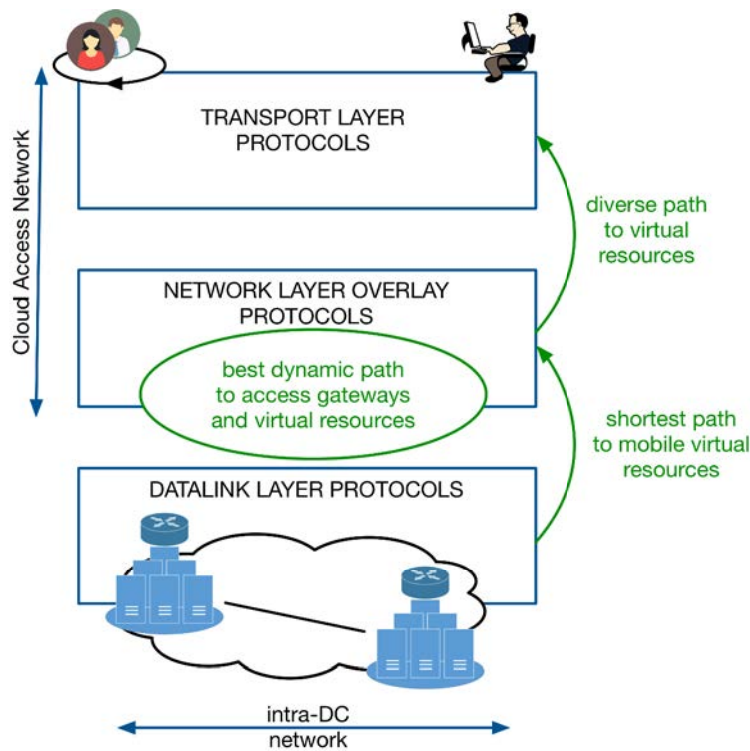 TRANSPORT LAYER
PROTOCOLS
Cloud Access Network
diverse path
to virtual
resources
NETWORK LAYER OVERLAY
PROTOCOLS
best dynamic path
to access gateways
and virtual resources
shortest path
to mobile virtual
resources
DATALINK LAYER PROTOCOLS
intra-DC
network